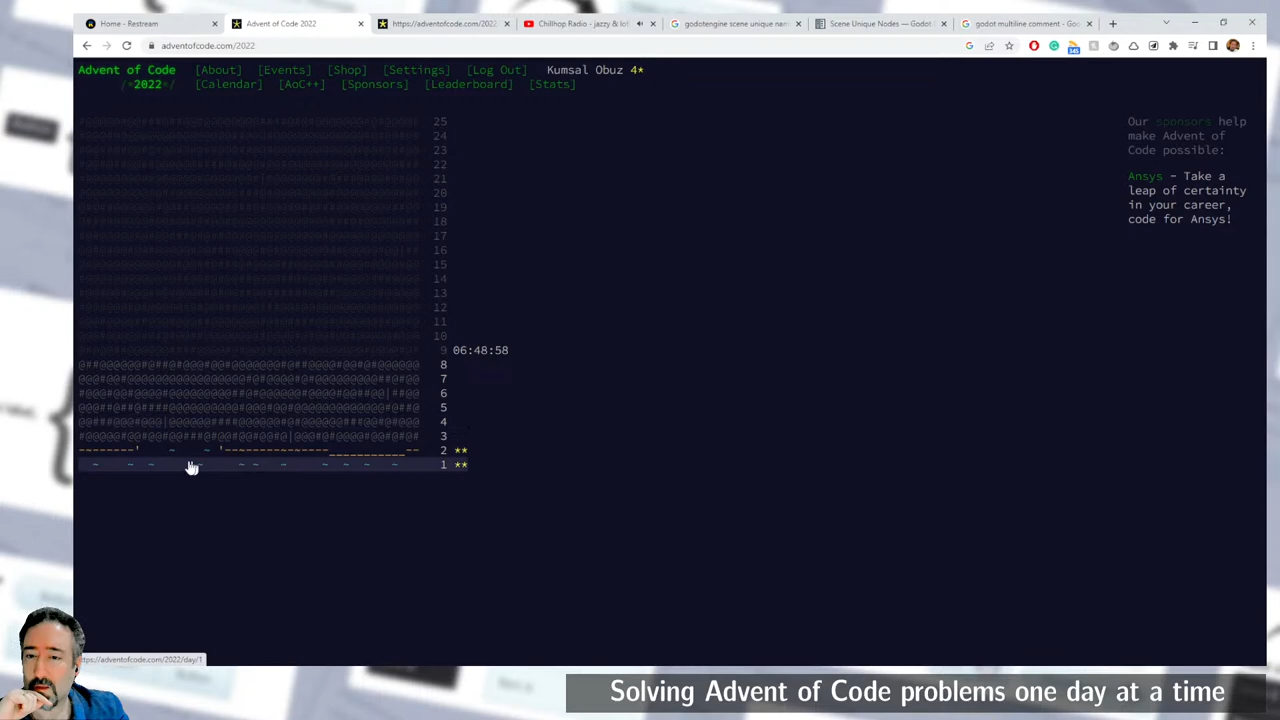 Home - Restream
Advent of Code 2022
https://adventofcode.com/2022
Chillhop Radio - jazzy & lof
godotengine scene unique nam
Scene Unique Nodes — Godot
godot multiline comment - Go
adventofcode.com/2022
Advent of Code [About] [Events] [Shop] [Settings] [Log Out] Kumsal Obuz 4*
/*2022*/ [Calendar] [AoC++] [Sponsors] [Leaderboard] [Stats]
25
24
23
22
21
20
19
18
17
16
15
14
13
12
11
10
9 06:48:58
8
7
6
5
4
3
2 **
1 **
Our sponsors help
make Advent of
Code possible:
Ansys - Take a
leap of certainty
in your career,
code for Ansys!
https://adventofcode.com/2022/day/1
Solving Advent of Code problems one day at a time